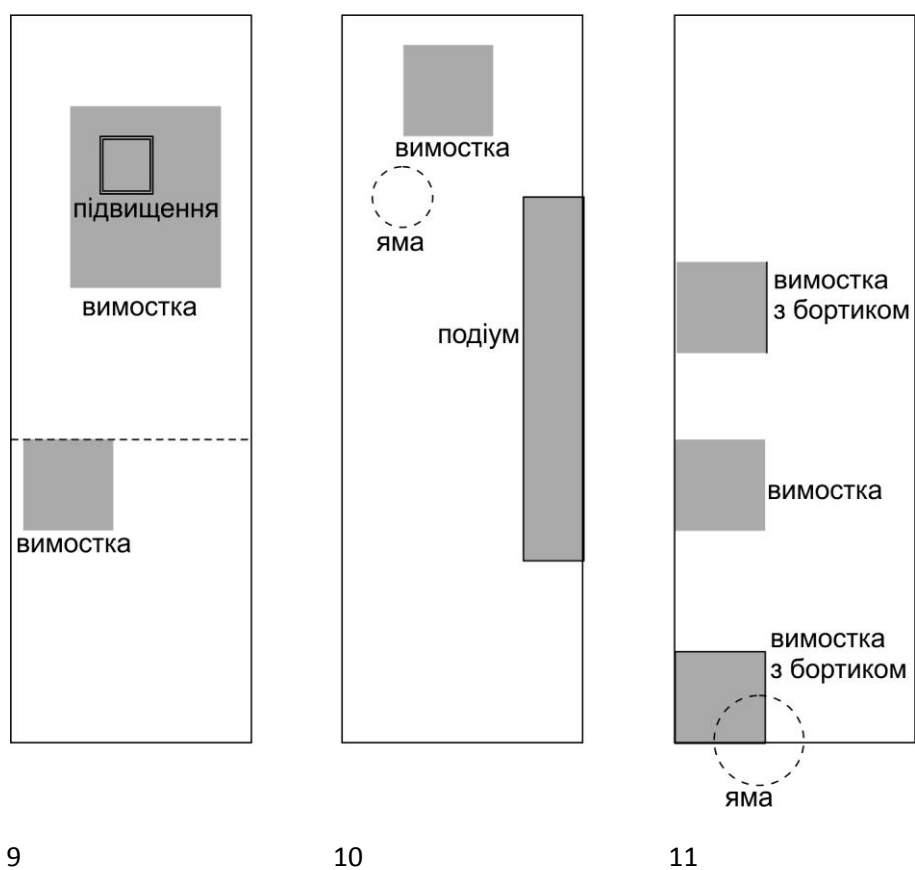 підвищення
вимостка
вимостка
вимостка
яма
подіум
вимостка
з бортиком
вимостка
вимостка
з бортиком
яма
9
10
11